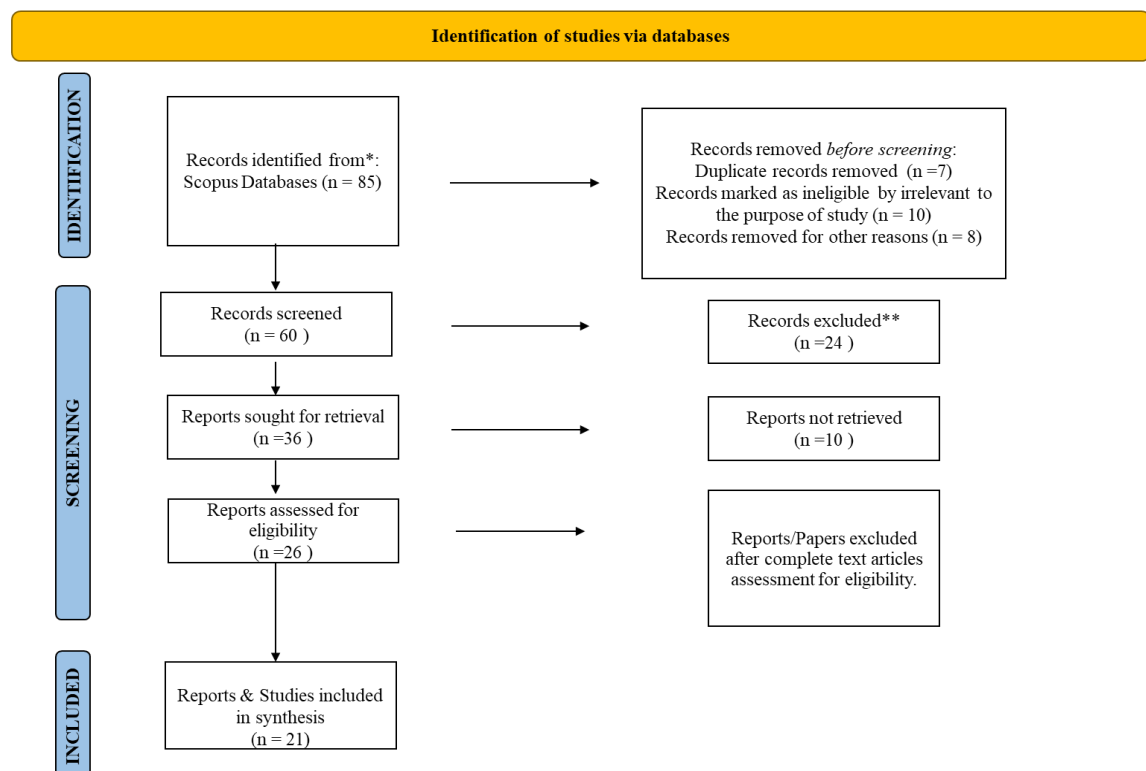 Identification of studies via databases
IDENTIFICATION
Records identified from*:
Scopus Databases (n = 85)
Records removed before screening:
Duplicate records removed (n =7)
Records marked as ineligible by irrelevant to
the purpose of study (n = 10)
Records removed for other reasons (n = 8)
SCREENING
Records screened
(n = 60 )
Records excluded**
(n =24 )
Reports sought for retrieval
(n =36 )
Reports not retrieved
(n =10 )
Reports assessed for
eligibility
(n =26 )
Reports/Papers excluded
after complete text articles
assessment for eligibility.
INCLUDED
Reports & Studies included
in synthesis
(n = 21)